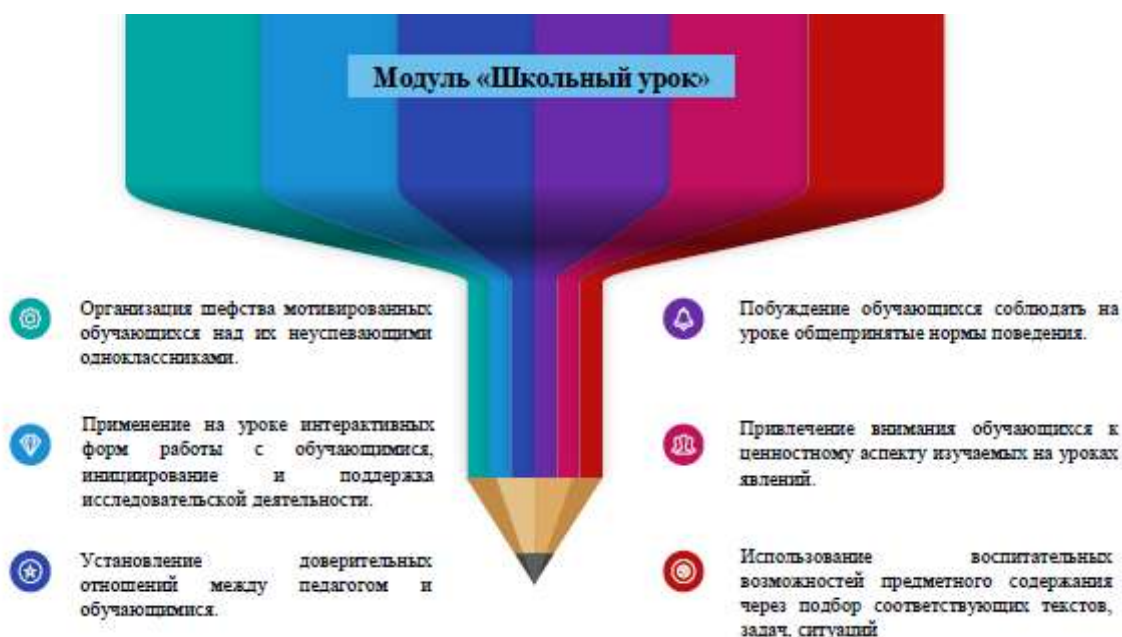 Модуль «Школьный урок»
Организация шефства мотивированных
обучающихся над их неуспевающими
одноклассниками.
Применение на уроке интерактивных
форм работы с обучающимися,
инициирование и поддержка
исследовательской деятельности.
Установление доверительных
отношений между педагогом и
обучающимися.
Побуждение обучающихся соблюдать на
уроке общепринятые нормы поведения.
Привлечение внимания обучающихся к
ценностному аспекту изучаемых на уроках
явлений.
Использование воспитательных
возможностей предметного содержания
через подбор соответствующих текстов,
задач, ситуаций